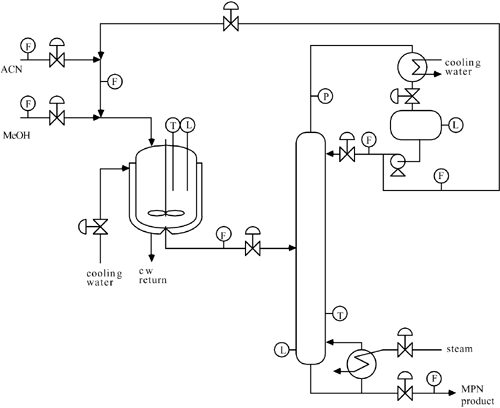 F
cooling
water
ACN
F
P
F
MeOH
T
L
L
F
F
F
cooling
water
cw
return
T
L
steam
F
MPN
product